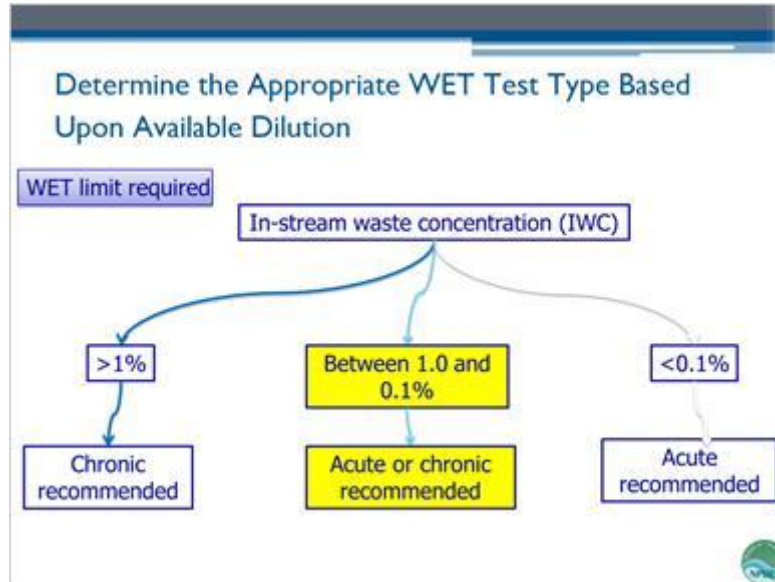 Determine the Appropriate WET Test Type Based
Upon Available Dilution
WET limit required
In-stream waste concentration (IWC)
>1%
Between 1.0 and
0.1%
<0.1%
Chronic
recommended
Acute or chronic
recommended
Acute
recommended